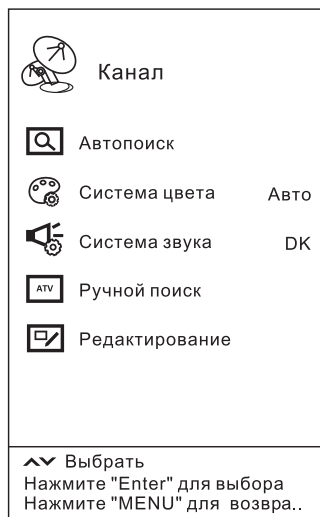 Канал
Автопоиск
Система цвета Авто
Система звука DK
ATV Ручной поиск
Редактирование
Выбрать
Нажмите "Enter" для выбора
Нажмите "MENU" для возвра..